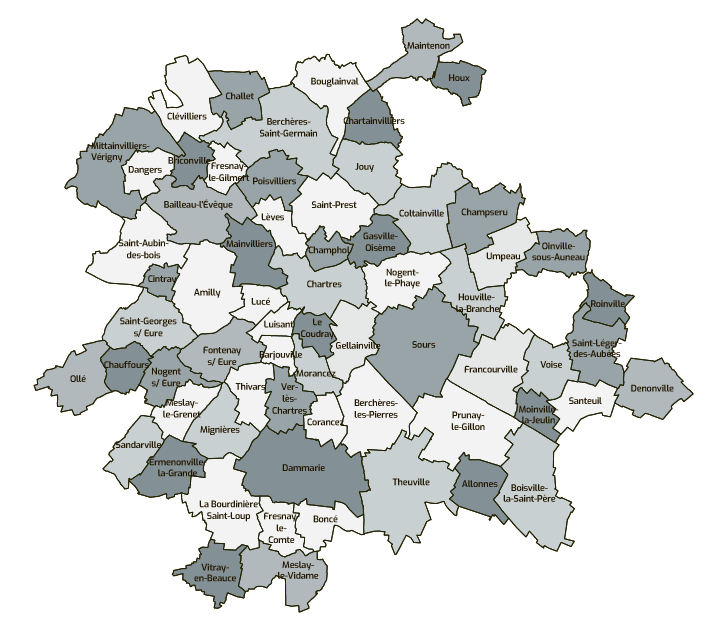 Maintenon
Houx
Bouglainval
Challet
Clévilliers
Chartainvilliers
Berchères-
Saint-Germain
Mittainvilliers-
Vérigny
Briconville
Dangers
Fresnay-
le-Gilmert
Jouy
Poisvilliers
Bailleau-l'Évêque
Saint-Prest
Lèves
Coltainville
Champseru
Gasville-
Oisème
Champhol
Mainvilliers
Saint-Aubin-
des-bois
Oinville-
sous-Auneau
Umpeau
Cintray
Amilly
Chartres
Nogent-
le-Phaye
Lucé
Houville-
la-Branche
Roinville
Saint-Georges
s/ Eure
Luisant
Le
Coudray
Gellainville
Sours
Saint-Léger-
des-Aubées
Fontenay
s/ Eure
Barjouville
Chauffours
Nogent
s/ Eure
Ollé
Morancez
Francourville
Voise
Thivars
Ver-
lès-
Chartres
Denonville
Santeuil
Meslay-
le-Grenet
Berchères-
les-Pierres
Moinville
la-Jeulin
Corancez
Prunay-
le-Gillon
Mignières
Sandarville
Ermenonville-
la-Grande
Dammarie
Theuville
Allonnes
Boisville-
la-Saint-Père
La Bourdinière
Saint-Loup
Fresnay-
le-
Comte
Boncé
Vitray-
en-Beauce
Meslay-
le-Vidame